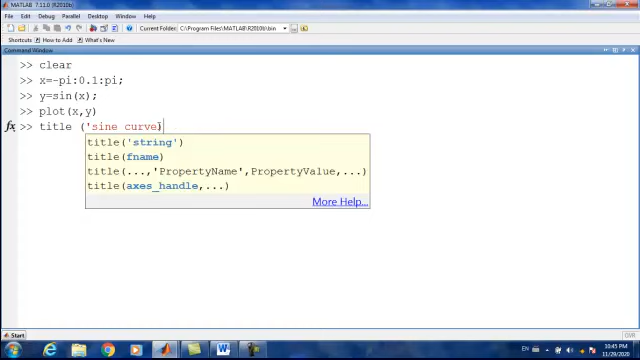 MATLAB 7.11.0 (R2010b)
File Edit Debug Parallel Desktop Window Help
Current Folder: C:\Program Files\MATLAB\R2010b\bin
Shortcuts How to Add What's New
Command Window
>> clear
>> x=-pi:0.1:pi;
>> y=sin(x);
>> plot(x,y)
fx >> title ('sine curve)
title('string')
title(fname)
title(...,'PropertyName',PropertyValue,...)
title(axes_handle,...)
More Help...
Start
OVR
EN
10:45 PM
11/29/2020